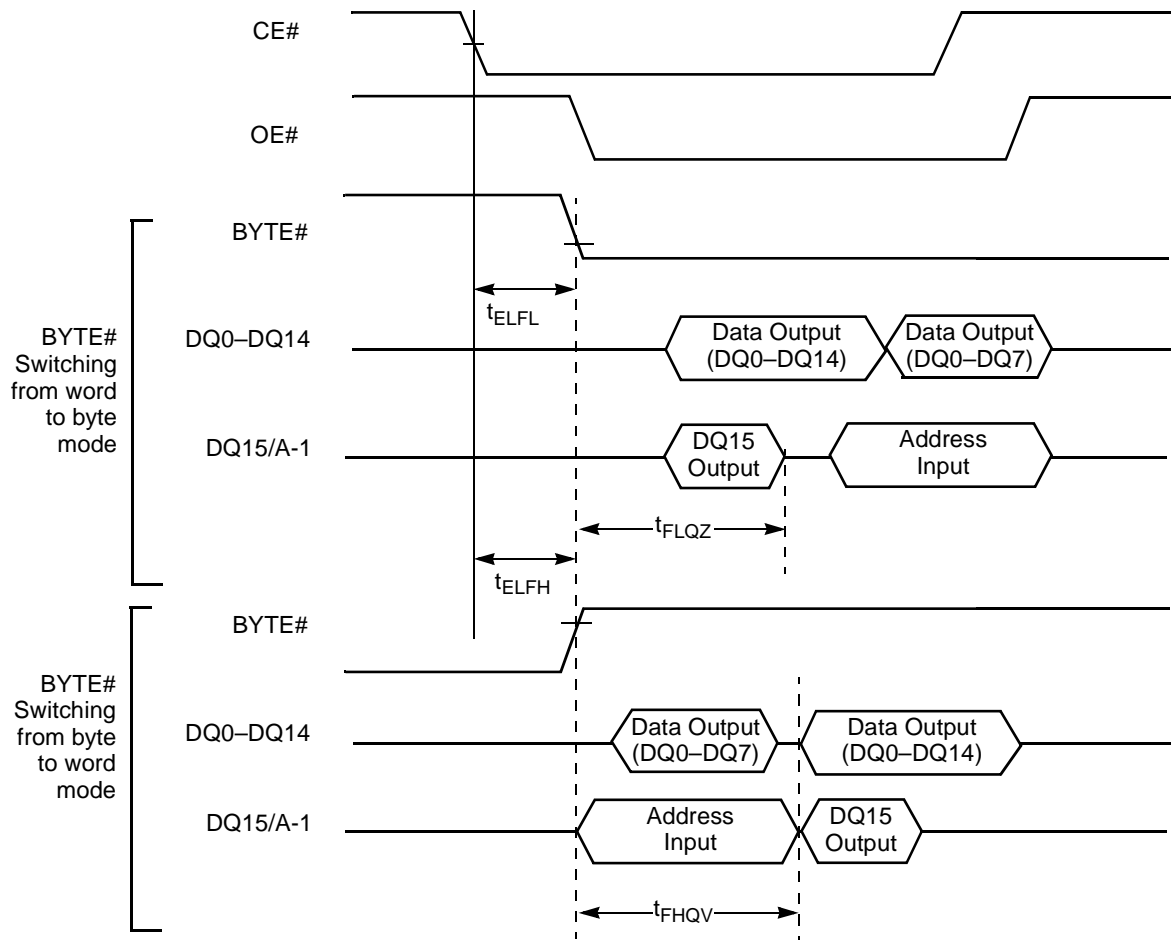 CE#
OE#
BYTE#
tELFL
BYTE#
Switching
from word
to byte
mode
DQ0–DQ14
Data Output
(DQ0–DQ14)
Data Output
(DQ0–DQ7)
DQ15/A-1
DQ15
Output
Address
Input
tFLQZ
tELFH
BYTE#
BYTE#
Switching
from byte
to word
mode
DQ0–DQ14
Data Output
(DQ0–DQ7)
Data Output
(DQ0–DQ14)
DQ15/A-1
Address
Input
DQ15
Output
tFHQV